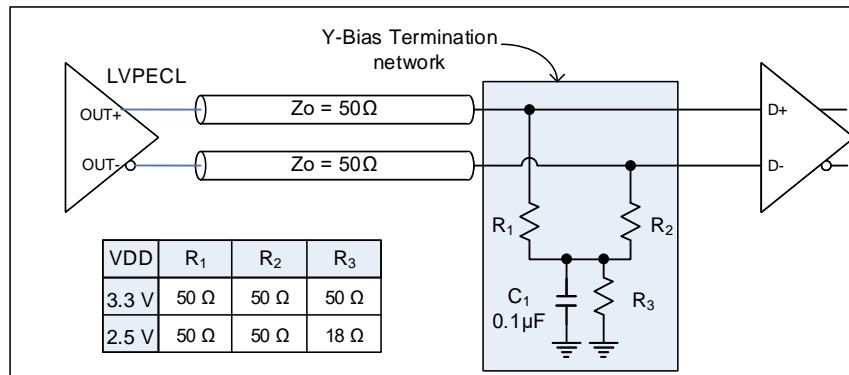 Y-Bias Termination
network
LVPECL
OUT+
Zo = 50Ω
D+
OUT-
Zo = 50Ω
D-
R₁
R₂
VDD R₁ R₂ R₃
3.3 V 50 Ω 50 Ω 50 Ω
2.5 V 50 Ω 50 Ω 18 Ω
C₁
0.1µF
R₃